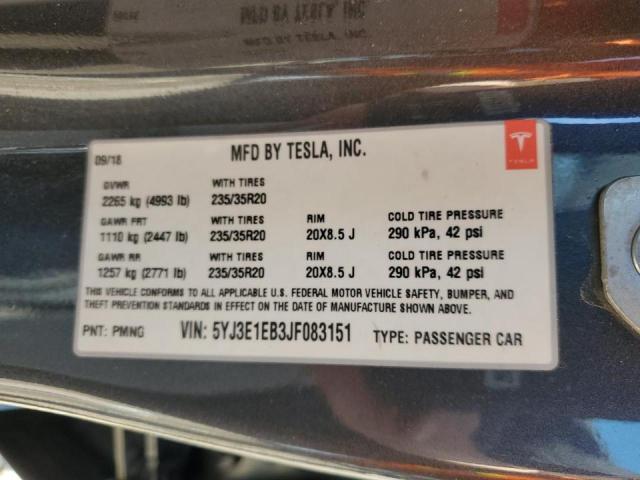 09/18 MFD BY TESLA, INC.
GVWR WITH TIRES
2265 kg (4993 lb) 235/35R20
GAWR FRT WITH TIRES RIM COLD TIRE PRESSURE
1110 kg (2447 lb) 235/35R20 20X8.5 J 290 kPa, 42 psi
GAWR RR WITH TIRES RIM COLD TIRE PRESSURE
1257 kg (2771 lb) 235/35R20 20X8.5 J 290 kPa, 42 psi
THIS VEHICLE CONFORMS TO ALL APPLICABLE U.S. FEDERAL MOTOR VEHICLE SAFETY, BUMPER, AND
THEFT PREVENTION STANDARDS IN EFFECT ON THE DATE OF MANUFACTURE SHOWN ABOVE.
PNT: PMNG VIN: 5YJ3E1EB3JF083151 TYPE: PASSENGER CAR
TESLA